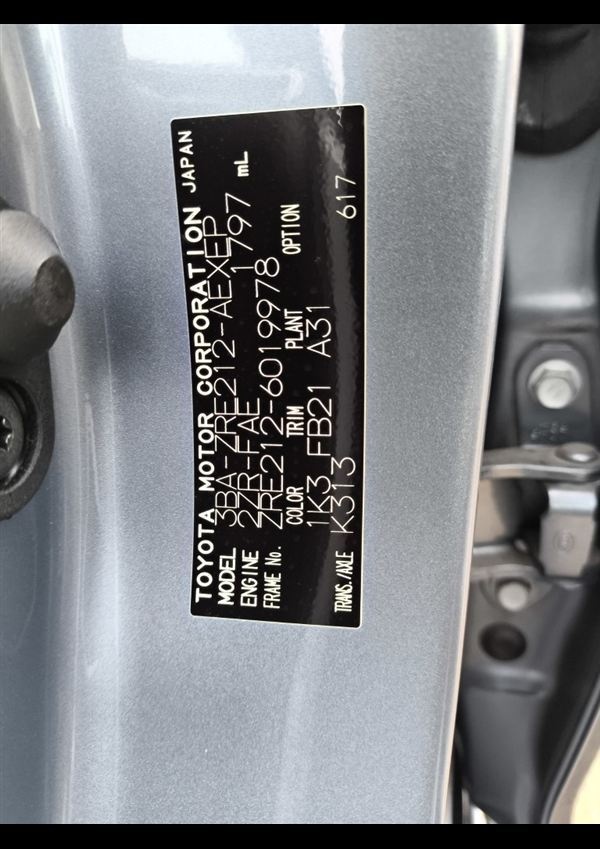 TOYOTA MOTOR CORPORATION JAPAN
MODEL 3BA-ZRE212-AEXEP
ENGINE 2ZR-FAE 1797 mL
FRAME No. ZRE212-6019978
COLOR TRIM PLANT OPTION
1K3 FB21 A31
TRANS./AXLE K313 617